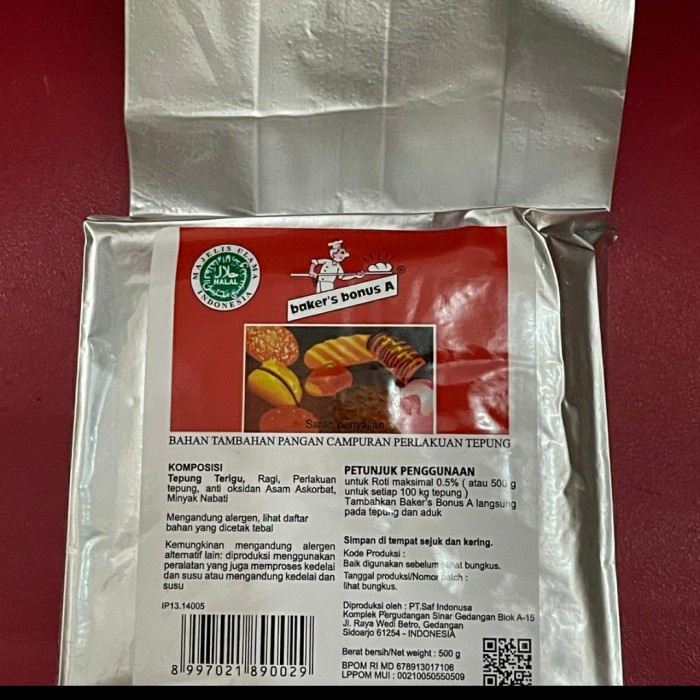 MAJELIS ULAMA
حلال
HALAL
INDONESIA
®
baker's bonus A
Saran penyajian
BAHAN TAMBAHAN PANGAN CAMPURAN PERLAKUAN TEPUNG
KOMPOSISI
Tepung Terigu, Ragi, Perlakuan
tepung, anti oksidan Asam Askorbat,
Minyak Nabati
Mengandung alergen, lihat daftar
bahan yang dicetak tebal
Kemungkinan mengandung alergen
alternatif lain: diproduksi menggunakan
peralatan yang juga memproses kedelai
dan susu atau mengandung kedelai dan
susu
IP13.14005
8 997021 890029
PETUNJUK PENGGUNAAN
untuk Roti maksimal 0.5% ( atau 500 g
untuk setiap 100 kg tepung )
Tambahkan Baker's Bonus A langsung
pada tepung dan aduk
Simpan di tempat sejuk dan kering.
Kode Produksi :
Baik digunakan sebelum : lihat bungkus.
Tanggal produksi/Nomor batch :
lihat bungkus.
Diproduksi oleh : PT.Saf Indonusa
Komplek Pergudangan Sinar Gedangan Blok A-15
Jl. Raya Wedi Betro, Gedangan
Sidoarjo 61254 - INDONESIA
Berat bersih/Net weight : 500 g
BPOM RI MD 678913017106
LPPOM MUI : 00210050550509